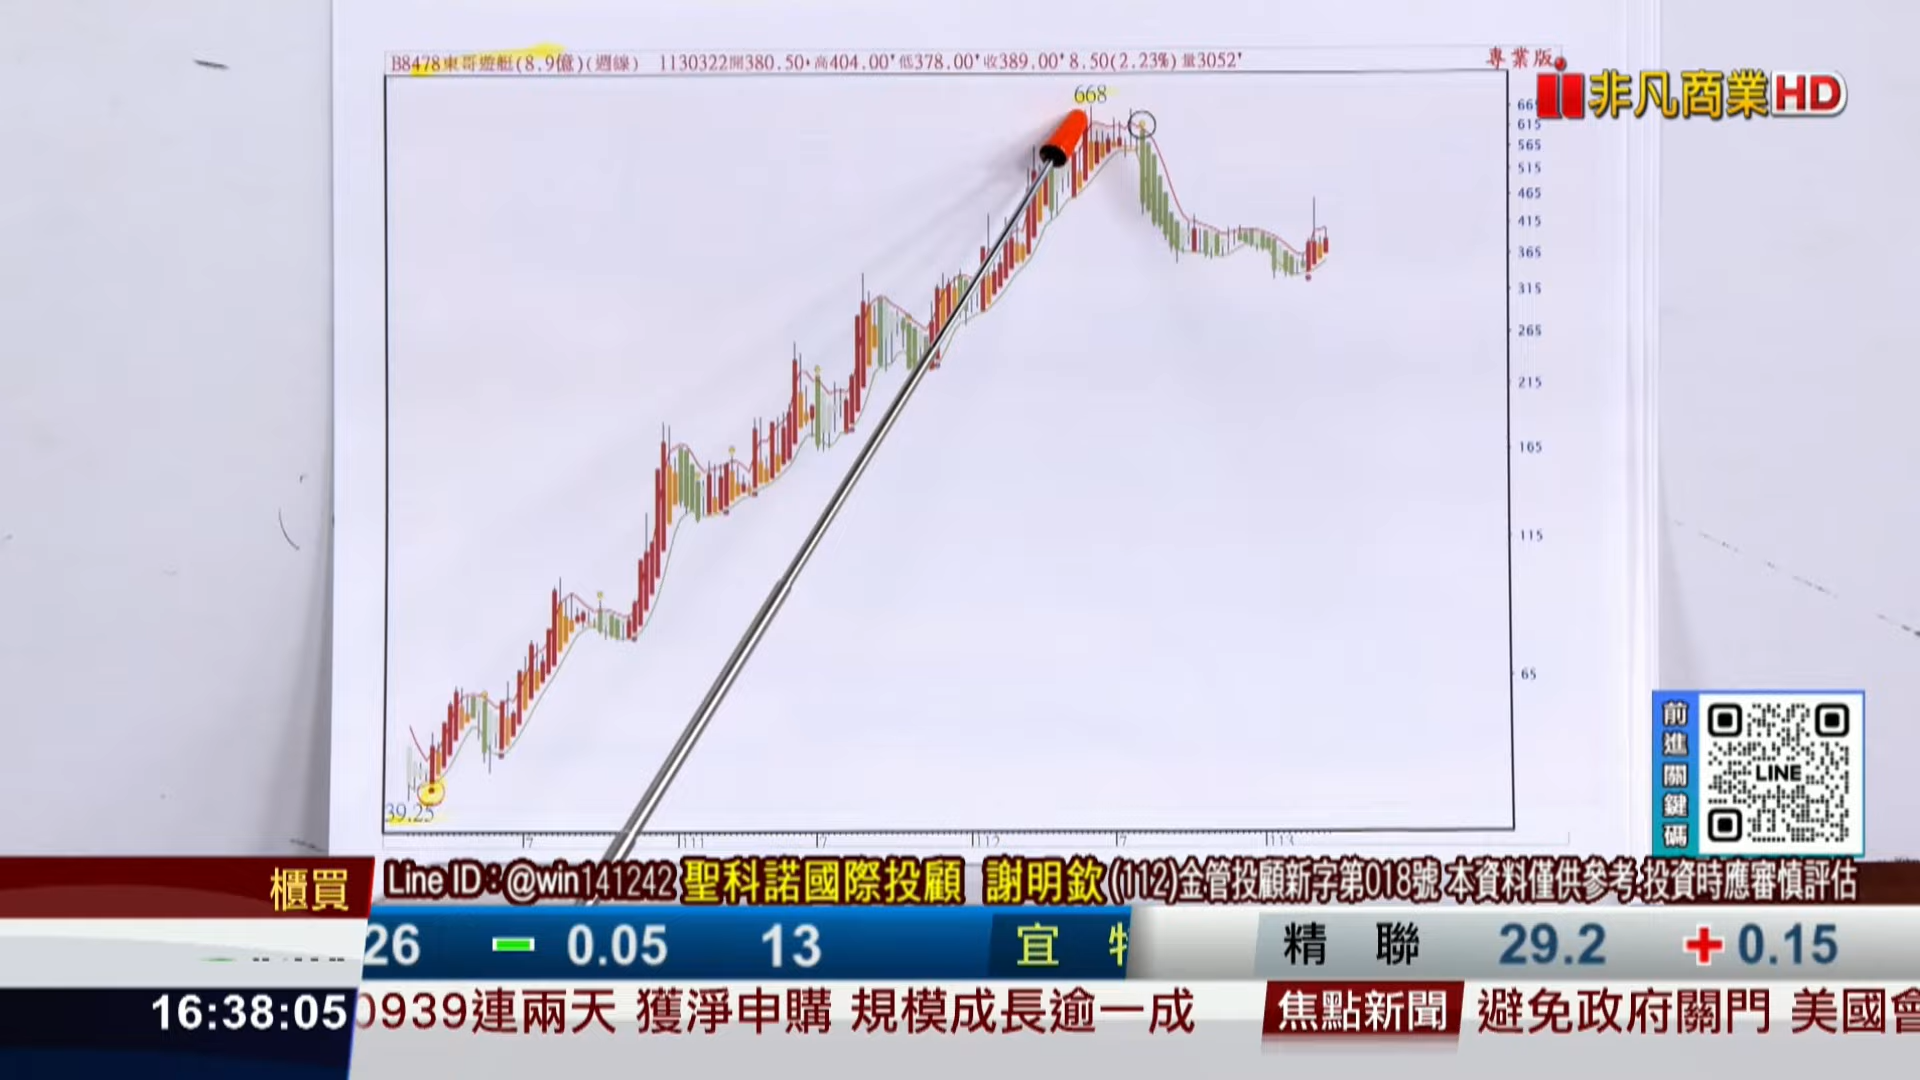 B8478東哥遊艇(8.9億)(週線) 1130322開380.50 高404.00 低378.00 收389.00 8.50(2.23%) 量3052
專業版
非凡商業HD
668
665
615
565
515
465
415
365
315
265
215
165
115
65
39.25
7 111 7 112 7 113
前進關鍵碼
LINE
櫃買
Line ID:@win141242 聖科諾國際投顧 謝明欽 (112)金管投顧新字第018號 本資料僅供參考 投資時應審慎評估
26 0.05 13 宜 精聯 29.2 +0.15
16:38:05
0939連兩天 獲淨申購 規模成長逾一成
焦點新聞
避免政府關門 美國會